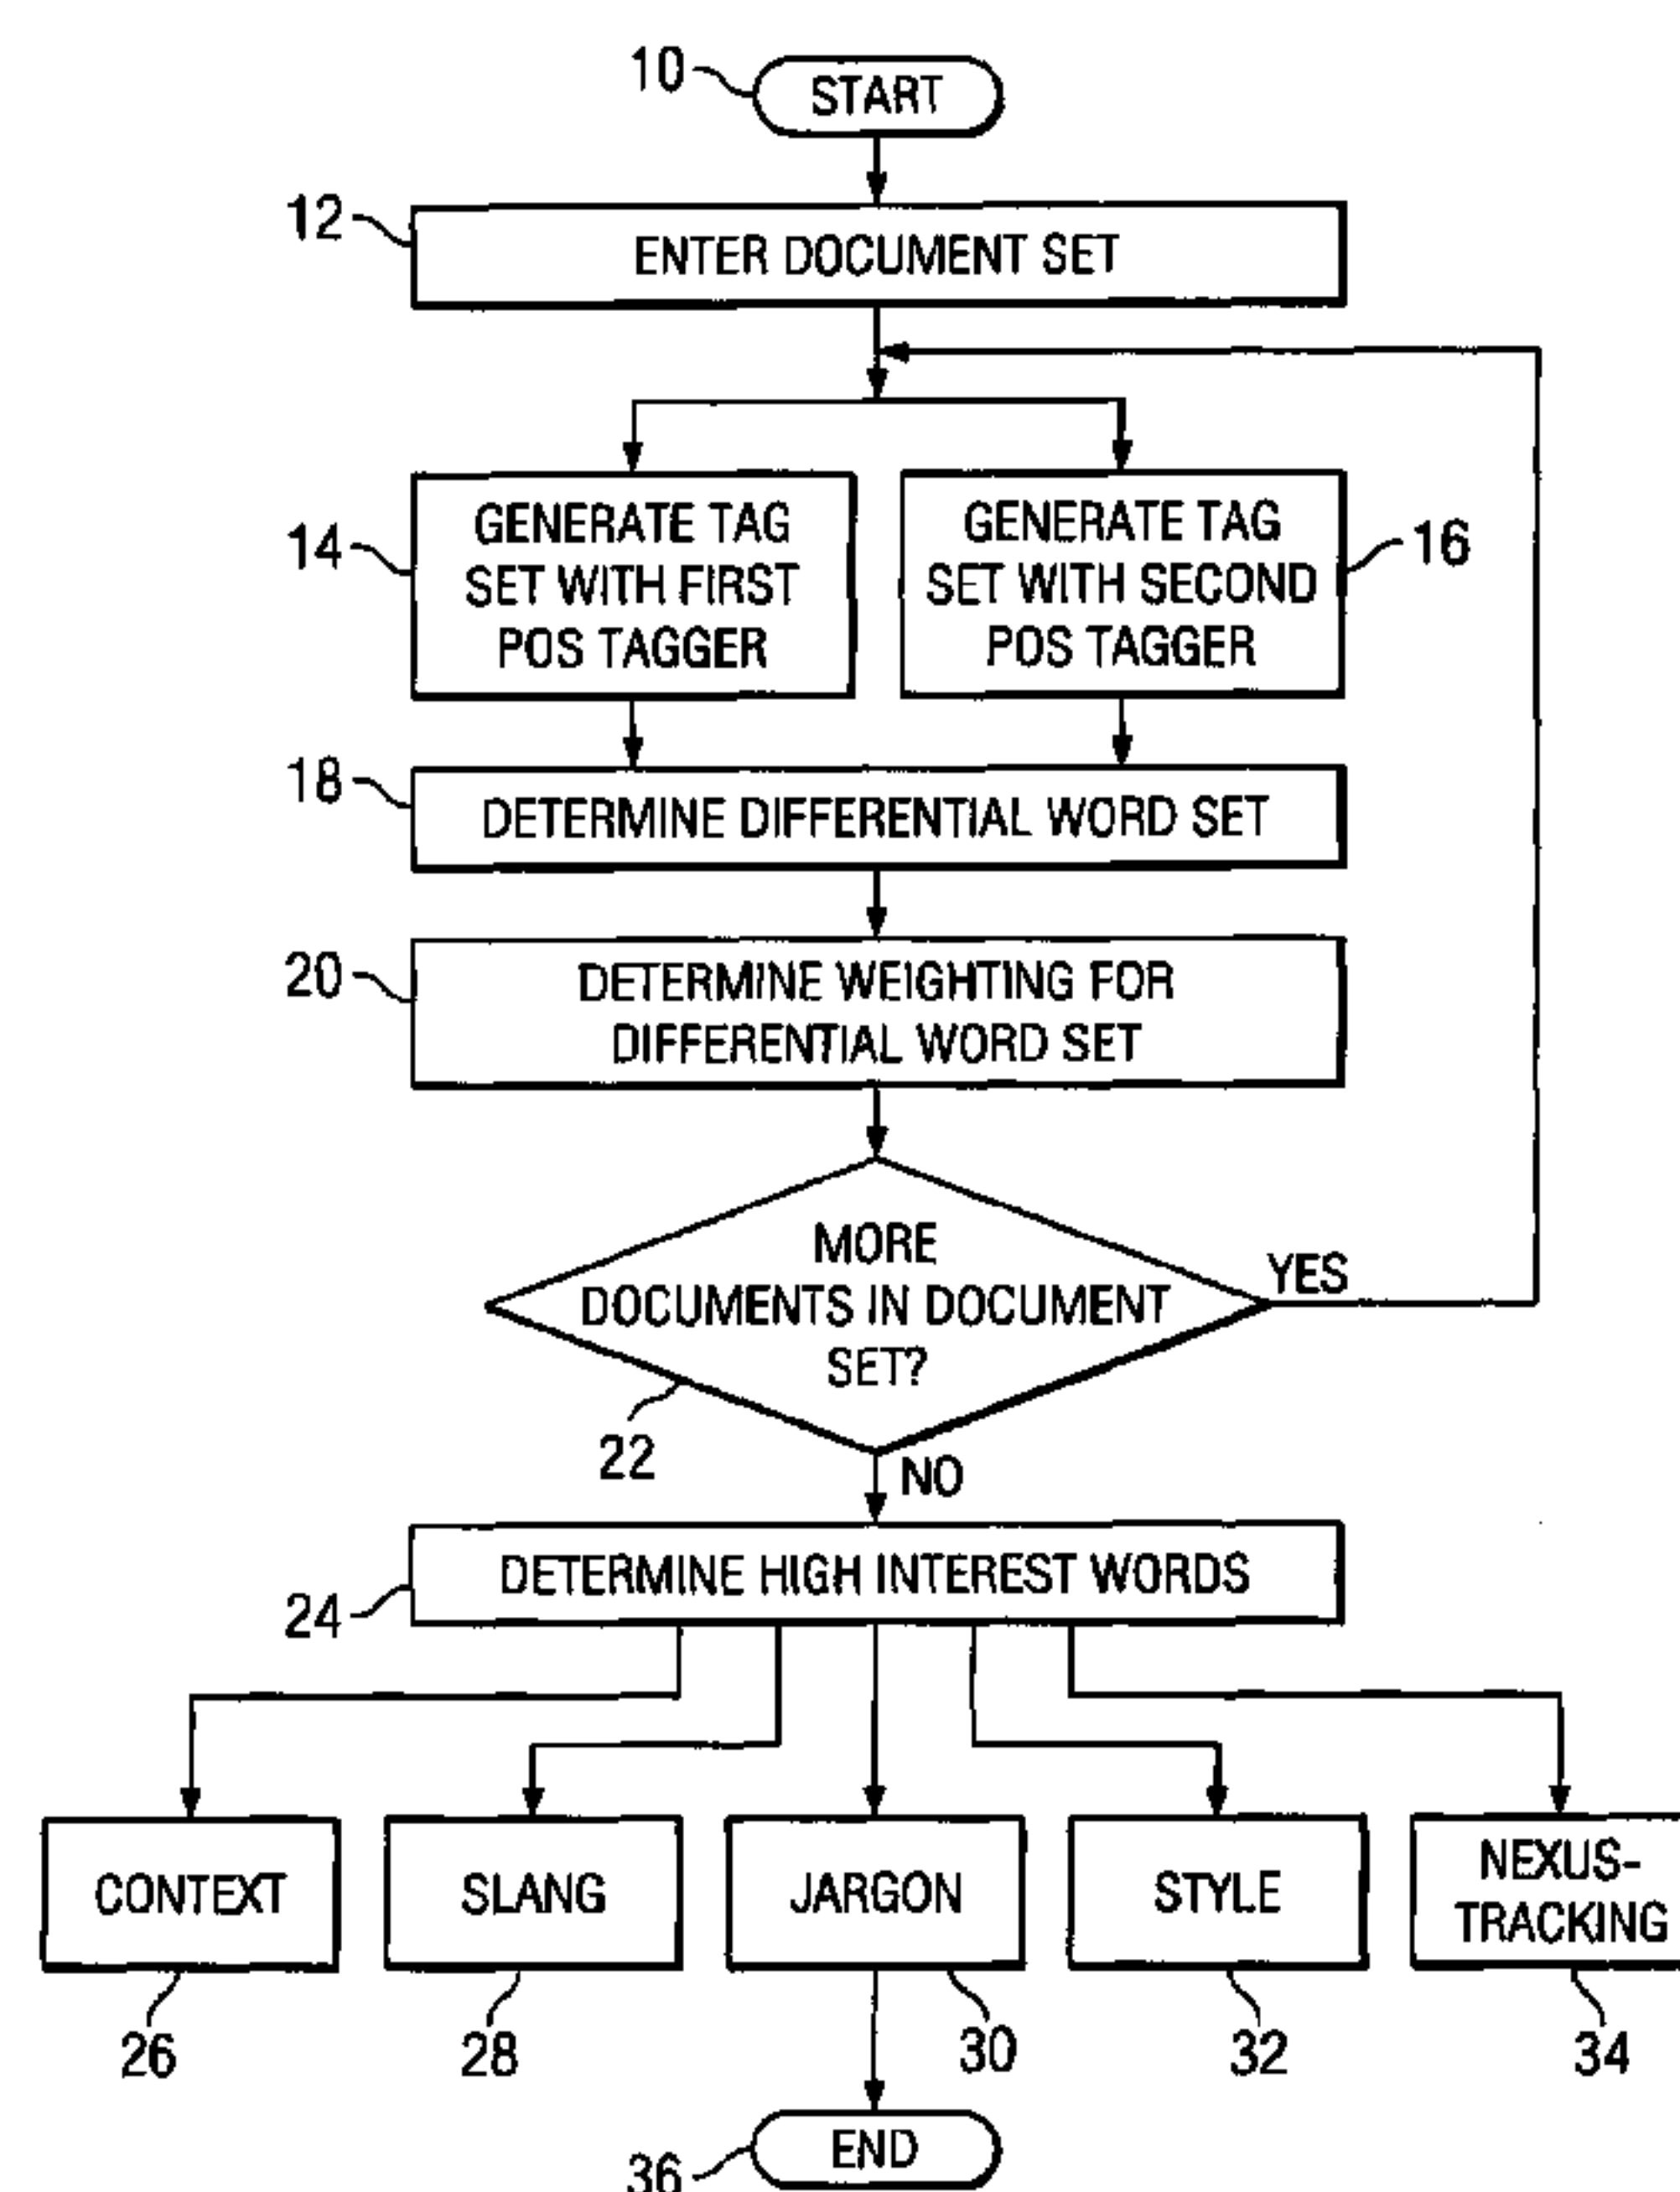 10
START
12
ENTER DOCUMENT SET
14
GENERATE TAG
SET WITH FIRST
POS TAGGER
GENERATE TAG
SET WITH SECOND
POS TAGGER
16
18
DETERMINE DIFFERENTIAL WORD SET
20
DETERMINE WEIGHTING FOR
DIFFERENTIAL WORD SET
MORE
DOCUMENTS IN DOCUMENT
SET?
YES
22
NO
DETERMINE HIGH INTEREST WORDS
24
CONTEXT
SLANG
JARGON
STYLE
NEXUS-
TRACKING
26
28
30
32
34
END
36